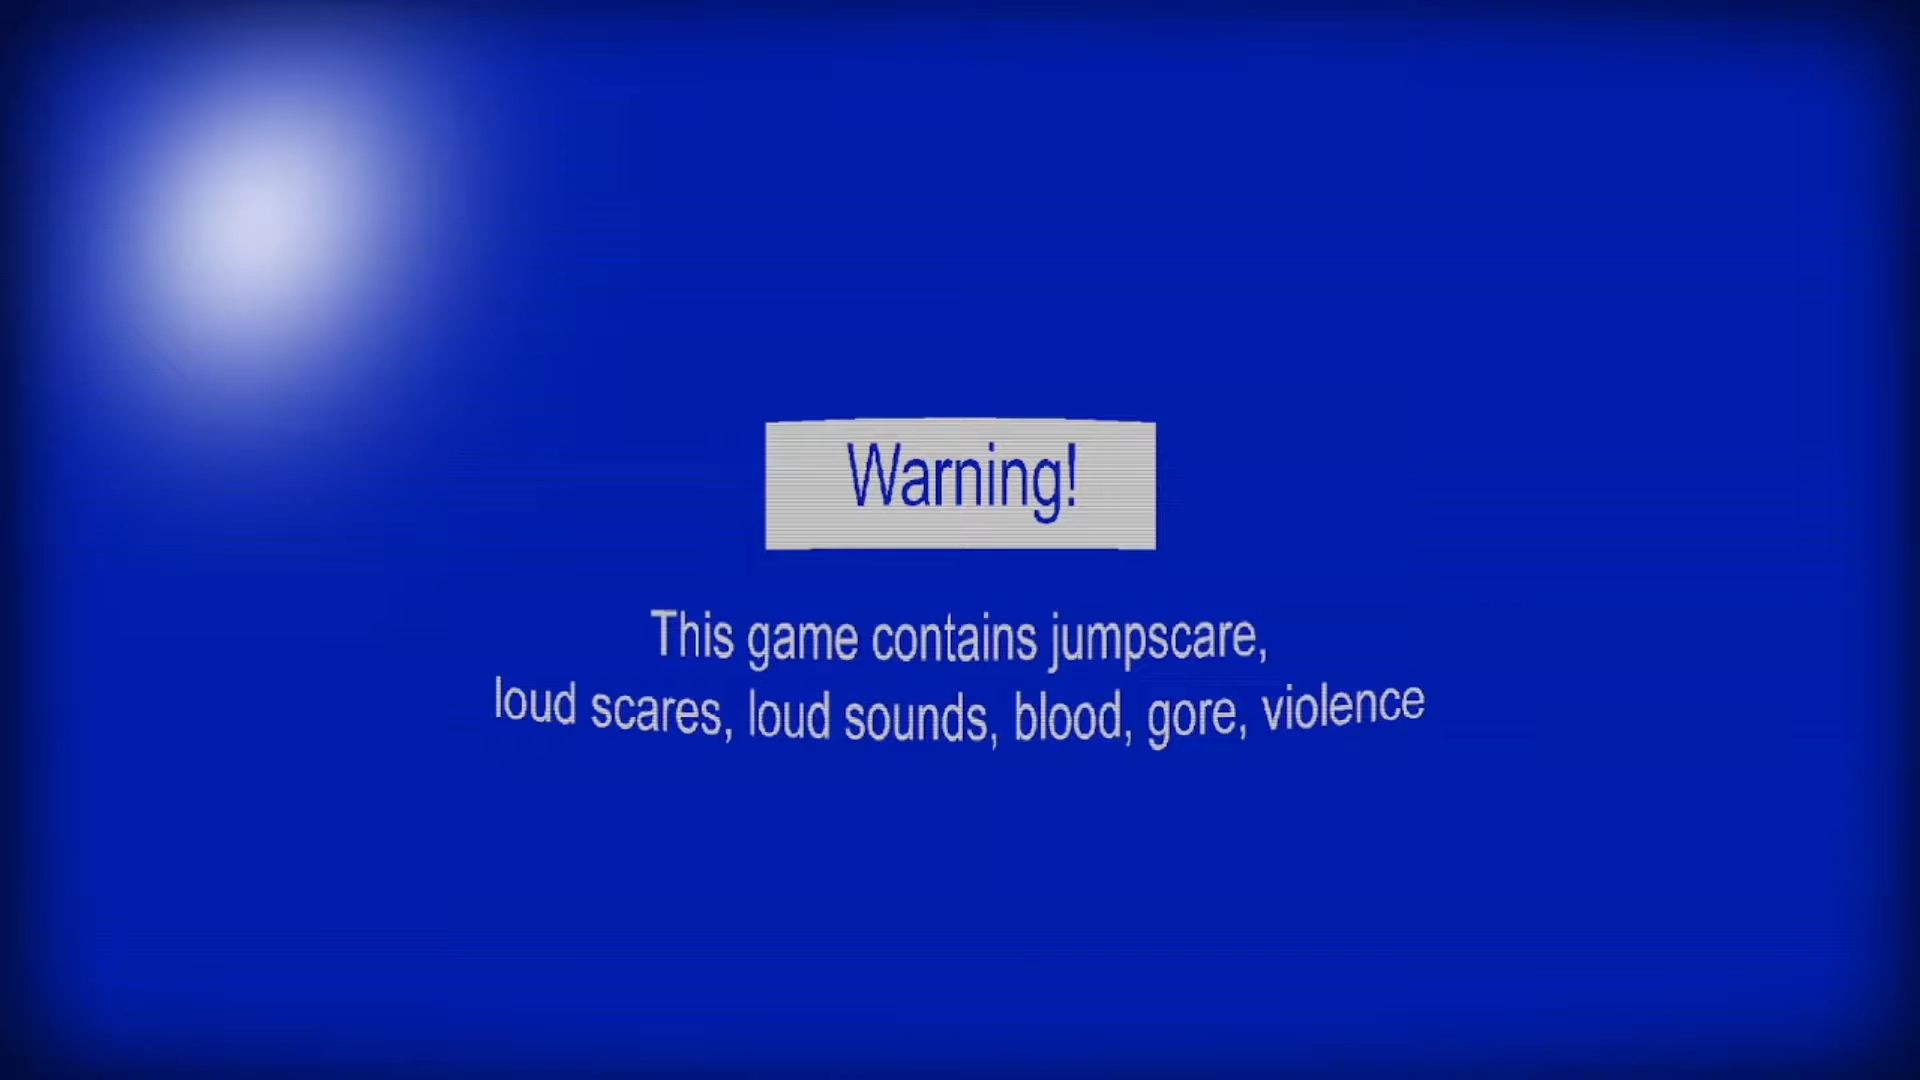 Warning!
This game contains jumpscare,
loud scares, loud sounds, blood, gore, violence